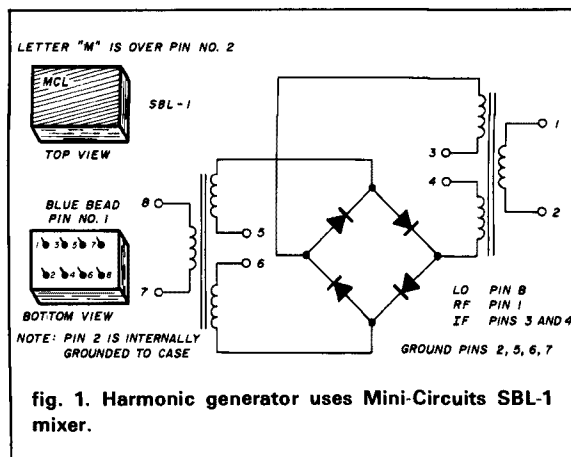 LETTER "M" IS OVER PIN NO. 2
MCL
SBL-1
TOP VIEW
BLUE BEAD
PIN NO. 1
1 3 5 7
2 4 6 8
BOTTOM VIEW
NOTE: PIN 2 IS INTERNALLY
GROUNDED TO CASE
8
7
5
6
3
4
1
2
LO PIN 8
RF PIN 1
IF PINS 3 AND 4
GROUND PINS 2, 5, 6, 7
fig. 1. Harmonic generator uses Mini-Circuits SBL-1
mixer.